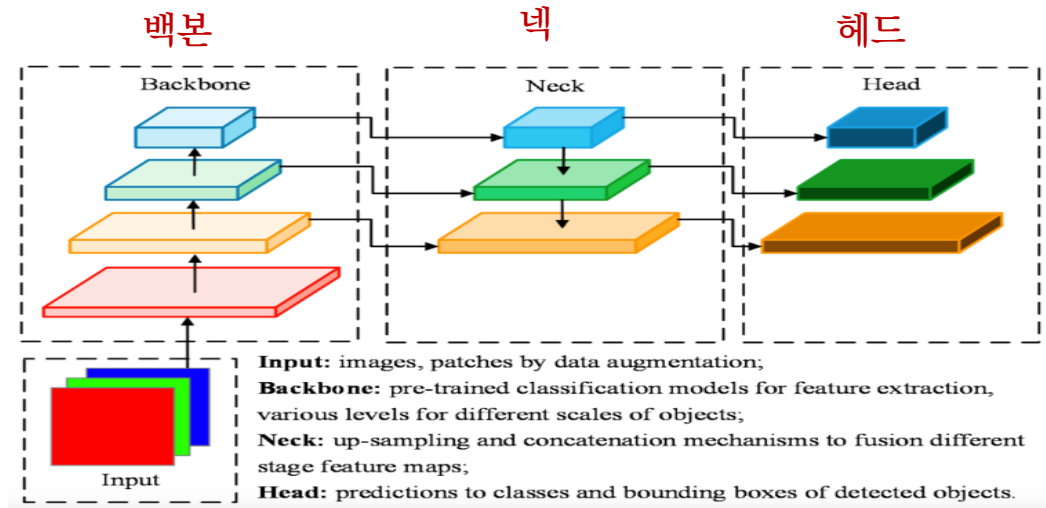 백본
넥
헤드
Backbone
Neck
Head
Input
Input: images, patches by data augmentation;
Backbone: pre-trained classification models for feature extraction,
various levels for different scales of objects;
Neck: up-sampling and concatenation mechanisms to fusion different
stage feature maps;
Head: predictions to classes and bounding boxes of detected objects.